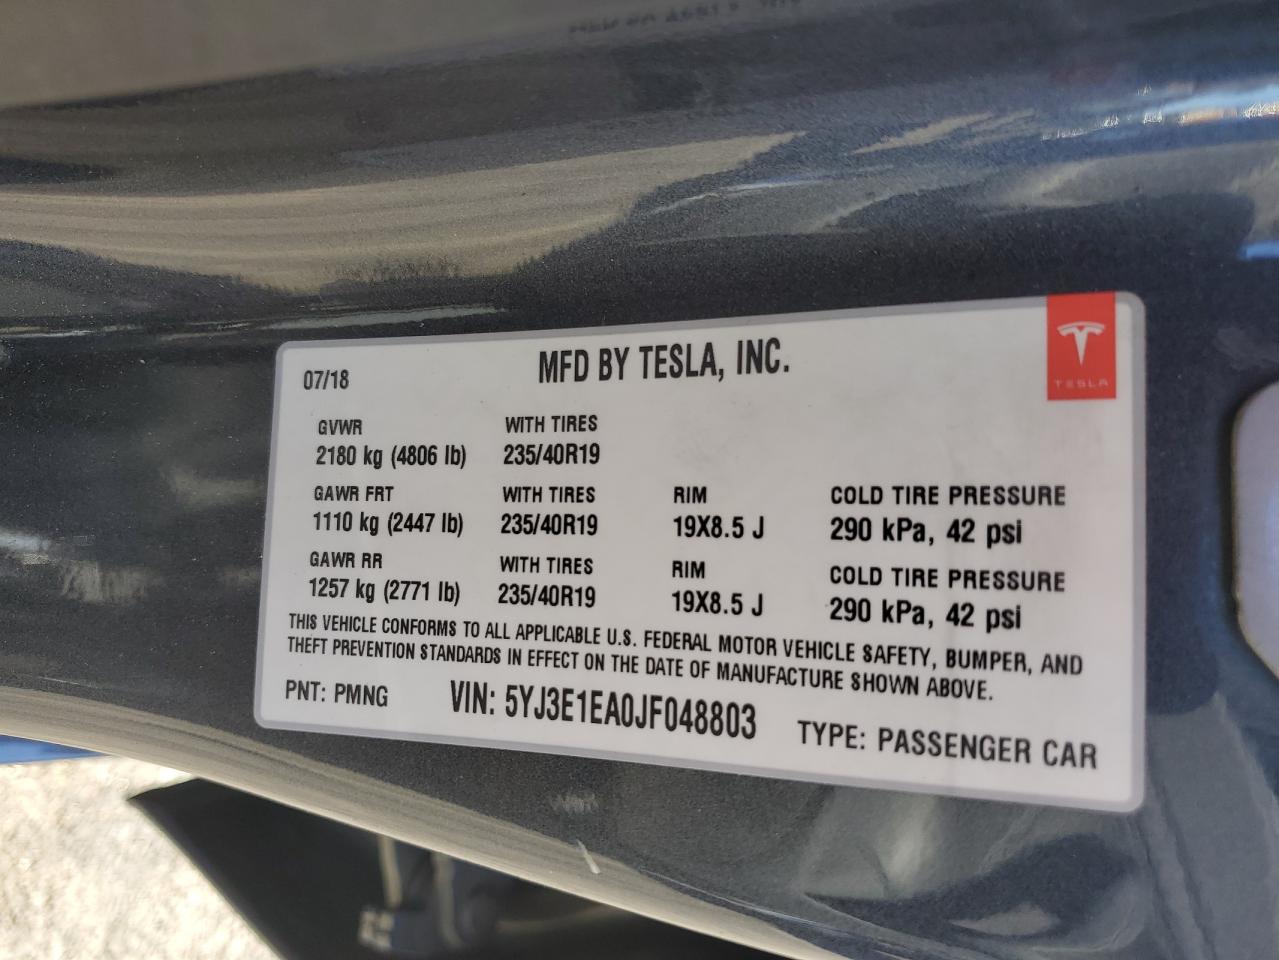 07/18
MFD BY TESLA, INC.
TESLA
GVWR WITH TIRES
2180 kg (4806 lb) 235/40R19
GAWR FRT WITH TIRES RIM COLD TIRE PRESSURE
1110 kg (2447 lb) 235/40R19 19X8.5 J 290 kPa, 42 psi
GAWR RR WITH TIRES RIM COLD TIRE PRESSURE
1257 kg (2771 lb) 235/40R19 19X8.5 J 290 kPa, 42 psi
THIS VEHICLE CONFORMS TO ALL APPLICABLE U.S. FEDERAL MOTOR VEHICLE SAFETY, BUMPER, AND
THEFT PREVENTION STANDARDS IN EFFECT ON THE DATE OF MANUFACTURE SHOWN ABOVE.
PNT: PMNG VIN: 5YJ3E1EA0JF048803 TYPE: PASSENGER CAR